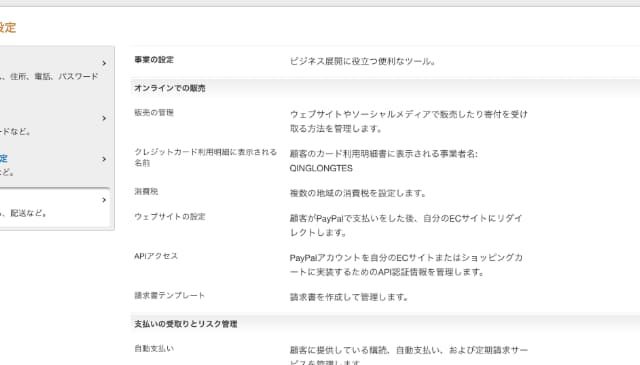 設定
、住所、電話、パスワード
ードなど。
定
など。
、配送など。
事業の設定
ビジネス展開に役立つ便利なツール。
オンラインでの販売
販売の管理
ウェブサイトやソーシャルメディアで販売したり寄付を受け
取る方法を管理します。
クレジットカード利用明細に表示される
名前
顧客のカード利用明細書に表示される事業者名:
QINGLONGTES
消費税
複数の地域の消費税を設定します。
ウェブサイトの設定
顧客がPayPalで支払いをした後、自分のECサイトにリダイ
レクトします。
APIアクセス
PayPalアカウントを自分のECサイトまたはショッピングカ
ートに実装するためのAPI認証情報を管理します。
請求書テンプレート
請求書を作成して管理します。
支払いの受取りとリスク管理
自動支払い
顧客に提供している購読、自動支払い、および定期請求サー
ビスを管理します